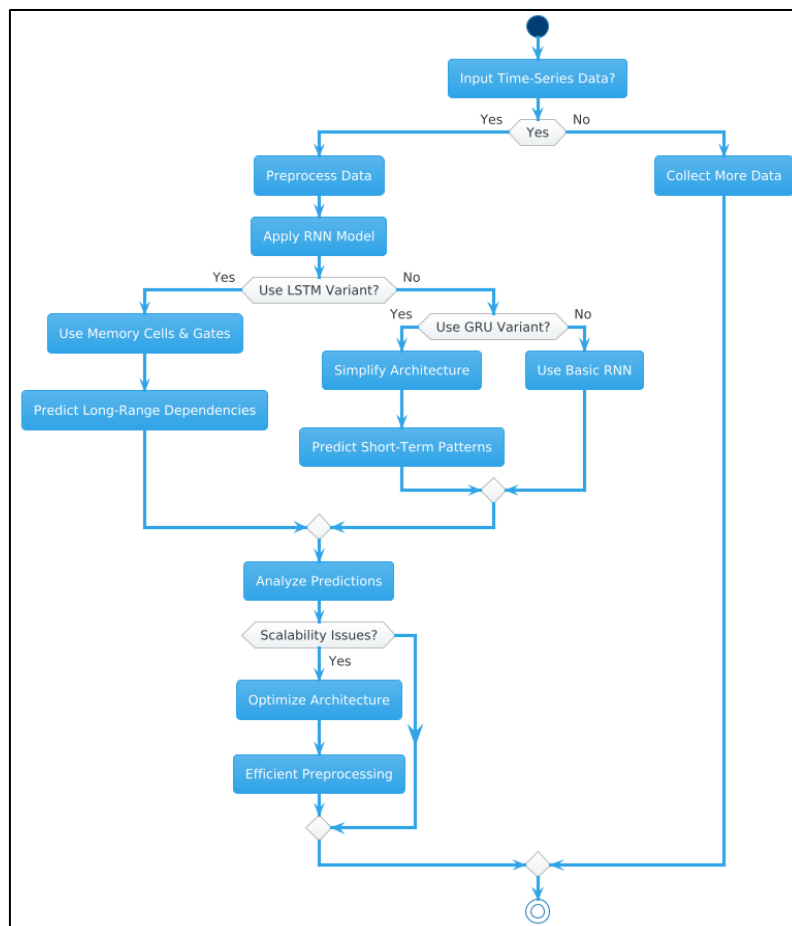 Input Time-Series Data?
Yes
Yes
No
Preprocess Data
Collect More Data
Apply RNN Model
Yes
Use LSTM Variant?
No
Use Memory Cells & Gates
Yes
Use GRU Variant?
No
Simplify Architecture
Use Basic RNN
Predict Long-Range Dependencies
Predict Short-Term Patterns
Analyze Predictions
Scalability Issues?
Yes
Optimize Architecture
Efficient Preprocessing